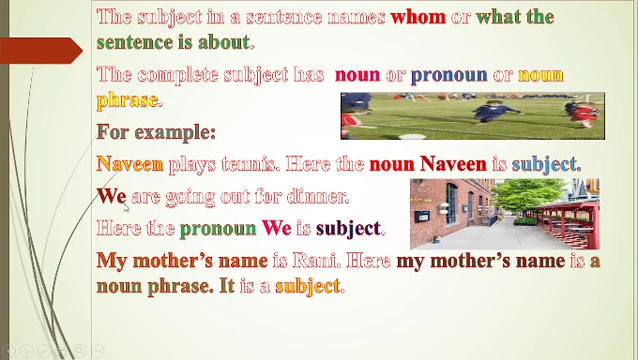 The subject in a sentence names whom or what the
sentence is about.
The complete subject has noun or pronoun or noun
phrase.
For example:
Naveen plays tennis. Here the noun Naveen is subject.
We are going out for dinner.
Here the pronoun We is subject.
My mother's name is Rani. Here my mother's name is a
noun phrase. It is a subject.